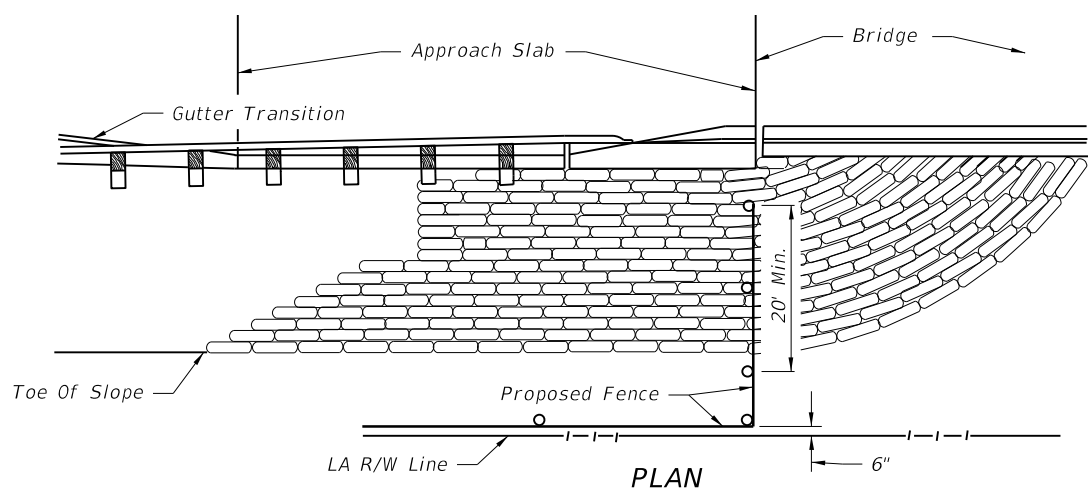 Bridge
Approach Slab
Gutter Transition
20' Min.
Toe Of Slope
Proposed Fence
LA R/W Line
6"
PLAN